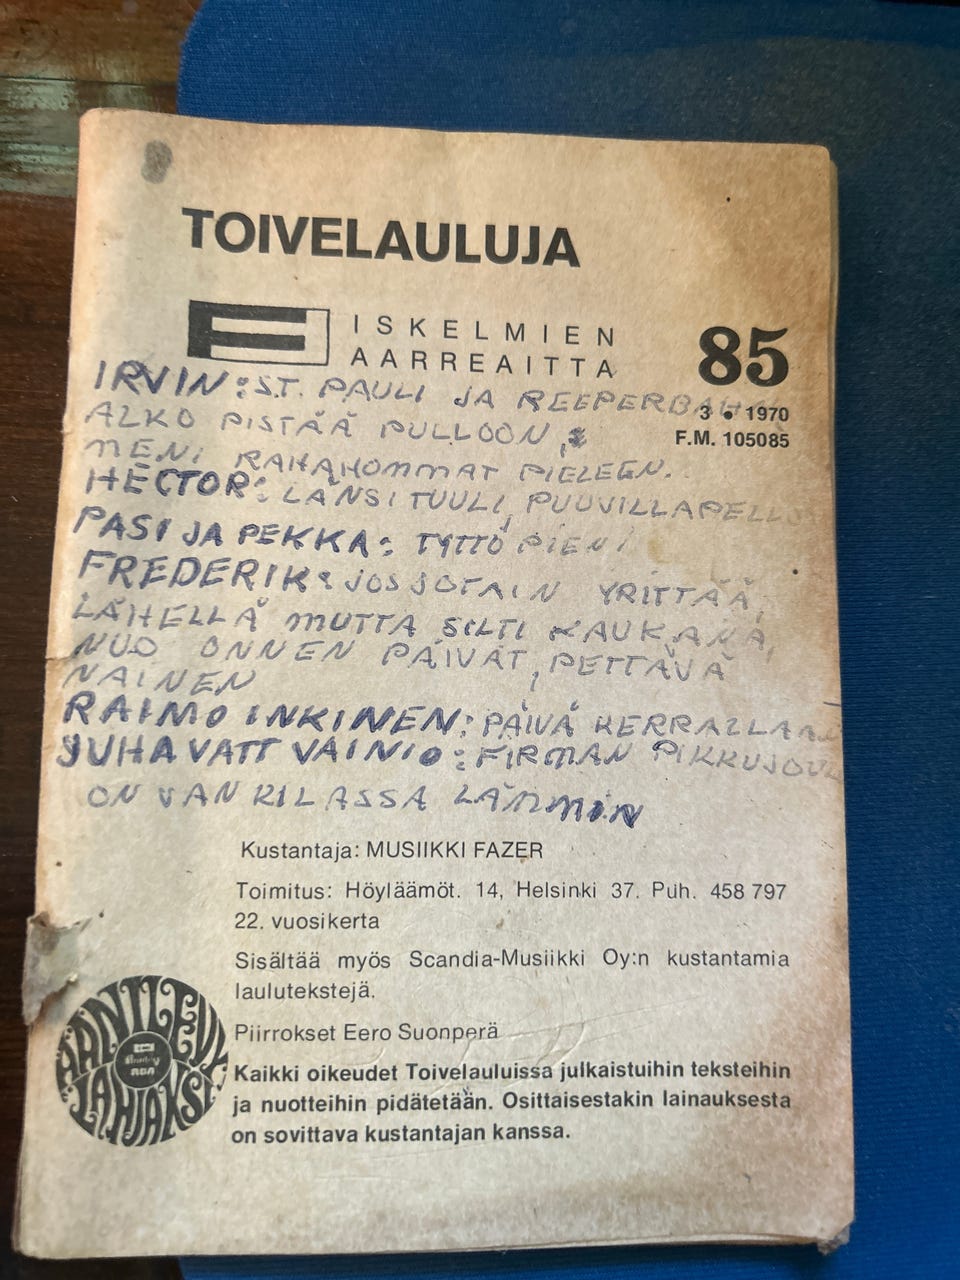 TOIVELAULUJA
ISKELMIEN
AARREAITTA
85
3 • 1970
F.M. 105085
IRVIN: ST. PAULI JA REEPERBAHN
ALKO PISTÄÄ PULLOON,
MENI RAHAHOMMAT PIELEEN.
HECTOR: LÄNSITUULI, PUUVILLAPELLO
PASI JA PEKKA: TYTTÖ PIENI
FREDERIK: JOS JOTAIN YRITTÄÄ,
LÄHELLÄ MUTTA SILTI KAUKANA,
NUO ONNEN PÄIVÄT, PETTÄVÄ
NAINEN
RAIMO INKINEN: PÄIVÄ KERRALLAAN
JUHA VATT VAINIO: FIRMAN PIKKUJOUL
ON VANKILASSA LÄMMIN
Kustantaja: MUSIIKKI FAZER
Toimitus: Höyläämöt. 14, Helsinki 37. Puh. 458 797
22. vuosikerta
Sisältää myös Scandia-Musiikki Oy:n kustantamia
laulutekstejä.
Piirrokset Eero Suonperä
Kaikki oikeudet Toivelauluissa julkaistuihin teksteihin
ja nuotteihin pidätetään. Osittaisestakin lainauksesta
on sovittava kustantajan kanssa.
ÄÄNILEVY
LAHJAKSI